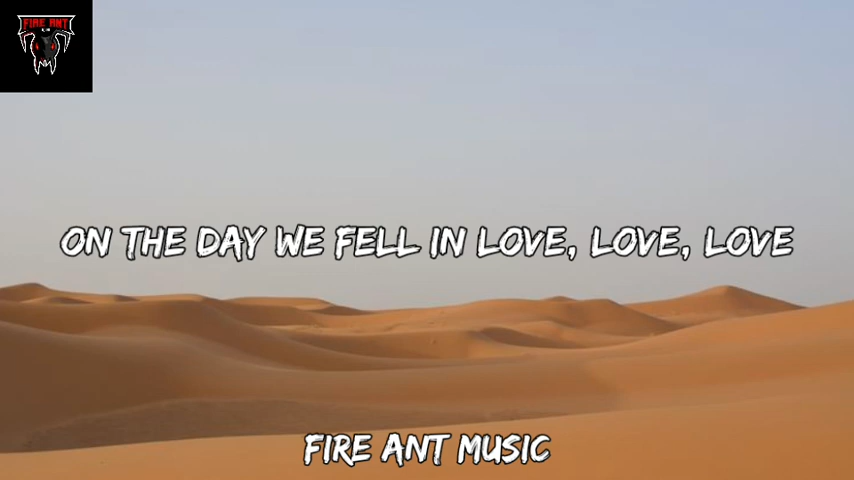 FIRE ANT
ON THE DAY WE FELL IN LOVE, LOVE, LOVE
FIRE ANT MUSIC